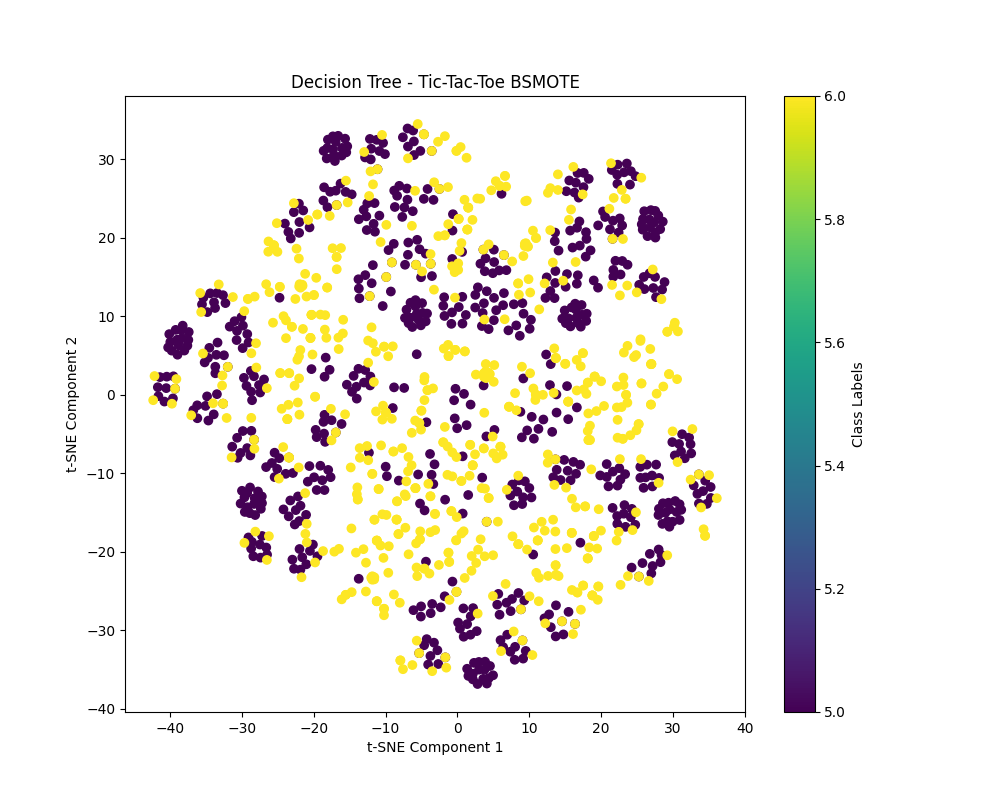 Decision Tree - Tic-Tac-Toe BSMOTE
30
20
10
0
−10
−20
−30
−40
t-SNE Component 2
−40 −30 −20 −10 0 10 20 30 40
t-SNE Component 1
6.0
5.8
5.6
5.4
5.2
5.0
Class Labels